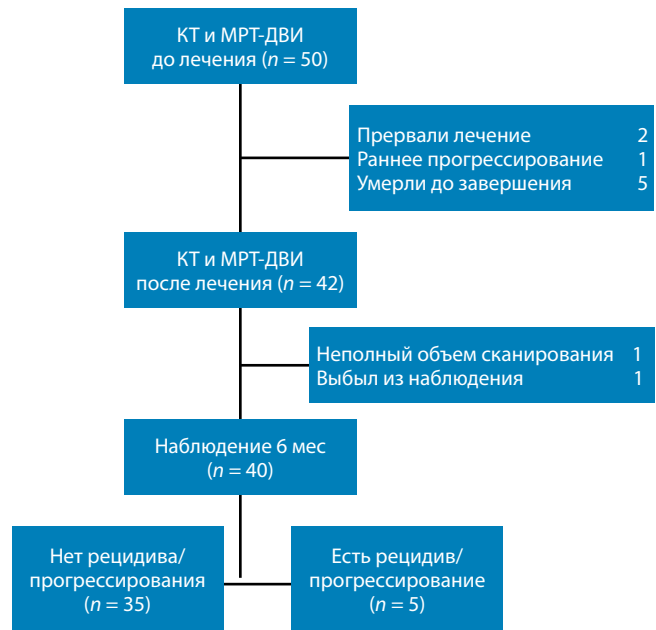 КТ и МРТ-ДВИ
до лечения (n = 50)
Прервали лечение 2
Раннее прогрессирование 1
Умерли до завершения 5
КТ и МРТ-ДВИ
после лечения (n = 42)
Неполный объем сканирования 1
Выбыл из наблюдения 1
Наблюдение 6 мес
(n = 40)
Нет рецидива/
прогрессирования
(n = 35)
Есть рецидив/
прогрессирование
(n = 5)